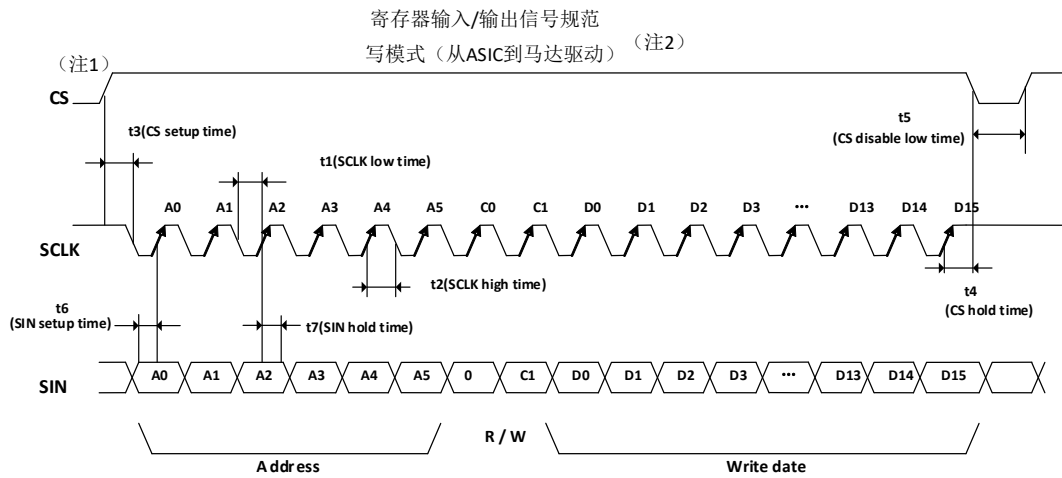 寄存器输入/输出信号规范
写模式（从ASIC到马达驱动）（注2）
（注1）
CS
t3(CS setup time)
t5
(CS disable low time)
t1(SCLK low time)
A0 A1 A2 A3 A4 A5 C0 C1 D0 D1 D2 D3 ··· D13 D14 D15
SCLK
t2(SCLK high time)
t4
(CS hold time)
t6
(SIN setup time)
t7(SIN hold time)
SIN
A0 A1 A2 A3 A4 A5 0 C1 D0 D1 D2 D3 ··· D13 D14 D15
R / W
Address
Write date